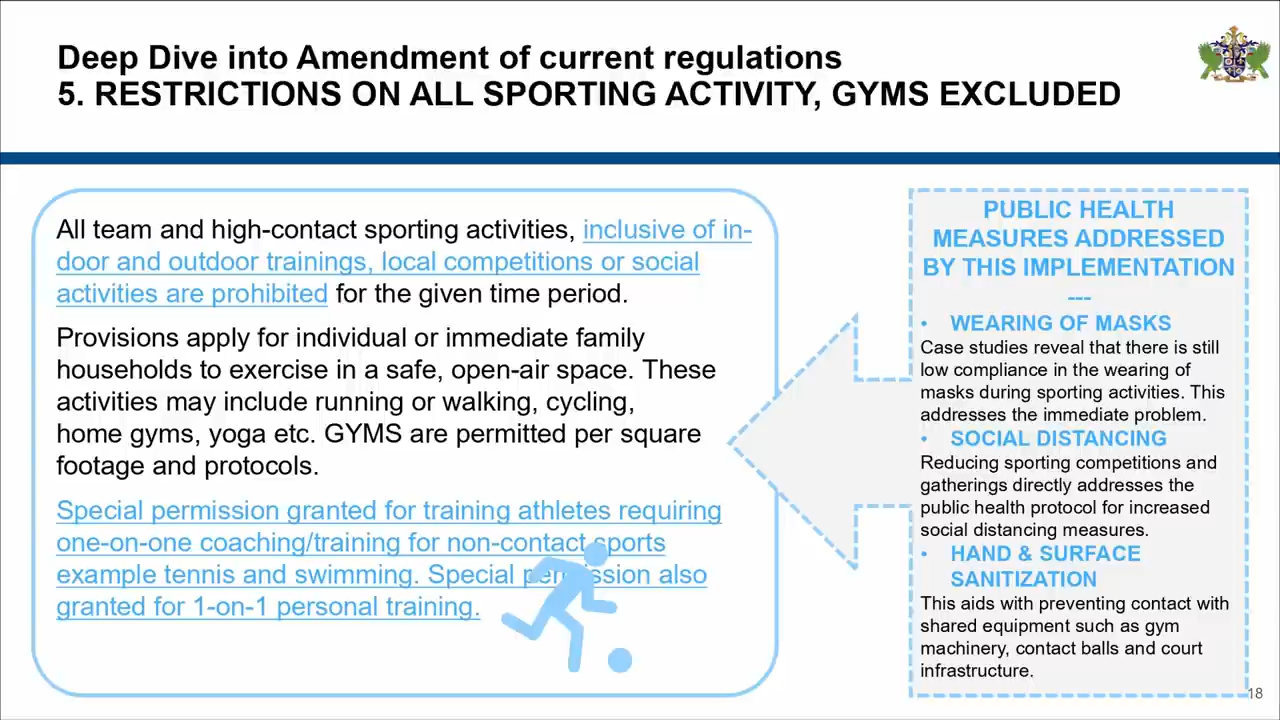 Deep Dive into Amendment of current regulations
5. RESTRICTIONS ON ALL SPORTING ACTIVITY, GYMS EXCLUDED
All team and high-contact sporting activities, inclusive of in-
door and outdoor trainings, local competitions or social
activities are prohibited for the given time period.
Provisions apply for individual or immediate family
households to exercise in a safe, open-air space. These
activities may include running or walking, cycling,
home gyms, yoga etc. GYMS are permitted per square
footage and protocols.
Special permission granted for training athletes requiring
one-on-one coaching/training for non-contact sports
example tennis and swimming. Special permission also
granted for 1-on-1 personal training.
PUBLIC HEALTH
MEASURES ADDRESSED
BY THIS IMPLEMENTATION
---
• WEARING OF MASKS
Case studies reveal that there is still
low compliance in the wearing of
masks during sporting activities. This
addresses the immediate problem.
• SOCIAL DISTANCING
Reducing sporting competitions and
gatherings directly addresses the
public health protocol for increased
social distancing measures.
• HAND & SURFACE
SANITIZATION
This aids with preventing contact with
shared equipment such as gym
machinery, contact balls and court
infrastructure.
18